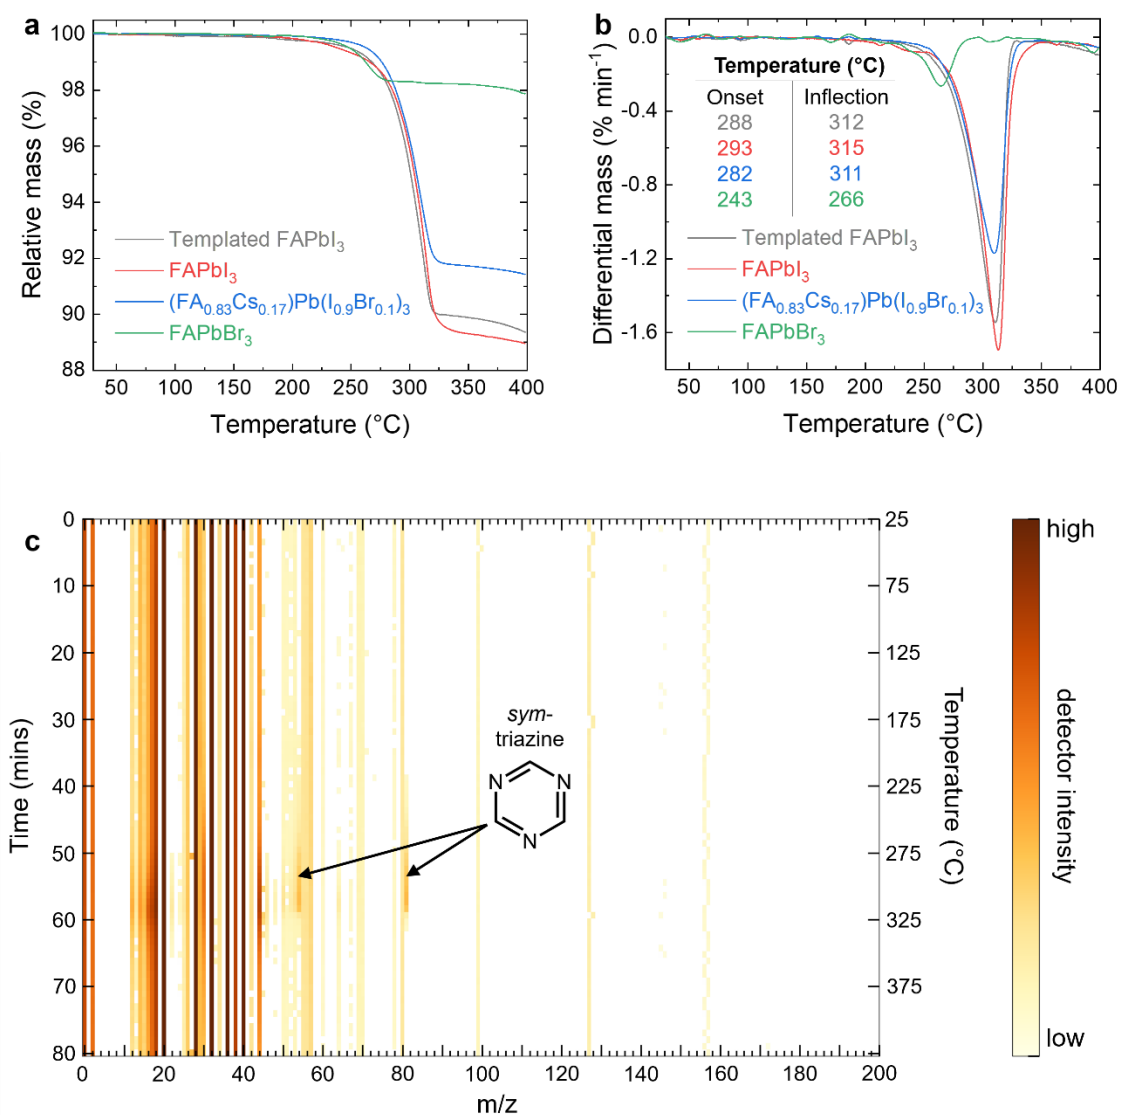 a
100
98
96
94
92
90
88
Relative mass (%)
Templated FAPbI₃
FAPbI₃
(FA₀.₈₃Cs₀.₁₇)Pb(I₀.₉Br₀.₁)₃
FAPbBr₃
50 100 150 200 250 300 350 400
Temperature (°C)
b
0.0
-0.4
-0.8
-1.2
-1.6
Differential mass (% min⁻¹)
Temperature (°C)
Onset Inflection
288 312
293 315
282 311
243 266
Templated FAPbI₃
FAPbI₃
(FA₀.₈₃Cs₀.₁₇)Pb(I₀.₉Br₀.₁)₃
FAPbBr₃
50 100 150 200 250 300 350 400
Temperature (°C)
c
0
10
20
30
40
50
60
70
80
Time (mins)
sym-
triazine
N N
N
0 20 40 60 80 100 120 140 160 180 200
m/z
25
75
125
175
225
275
325
375
Temperature (°C)
high
low
detector intensity